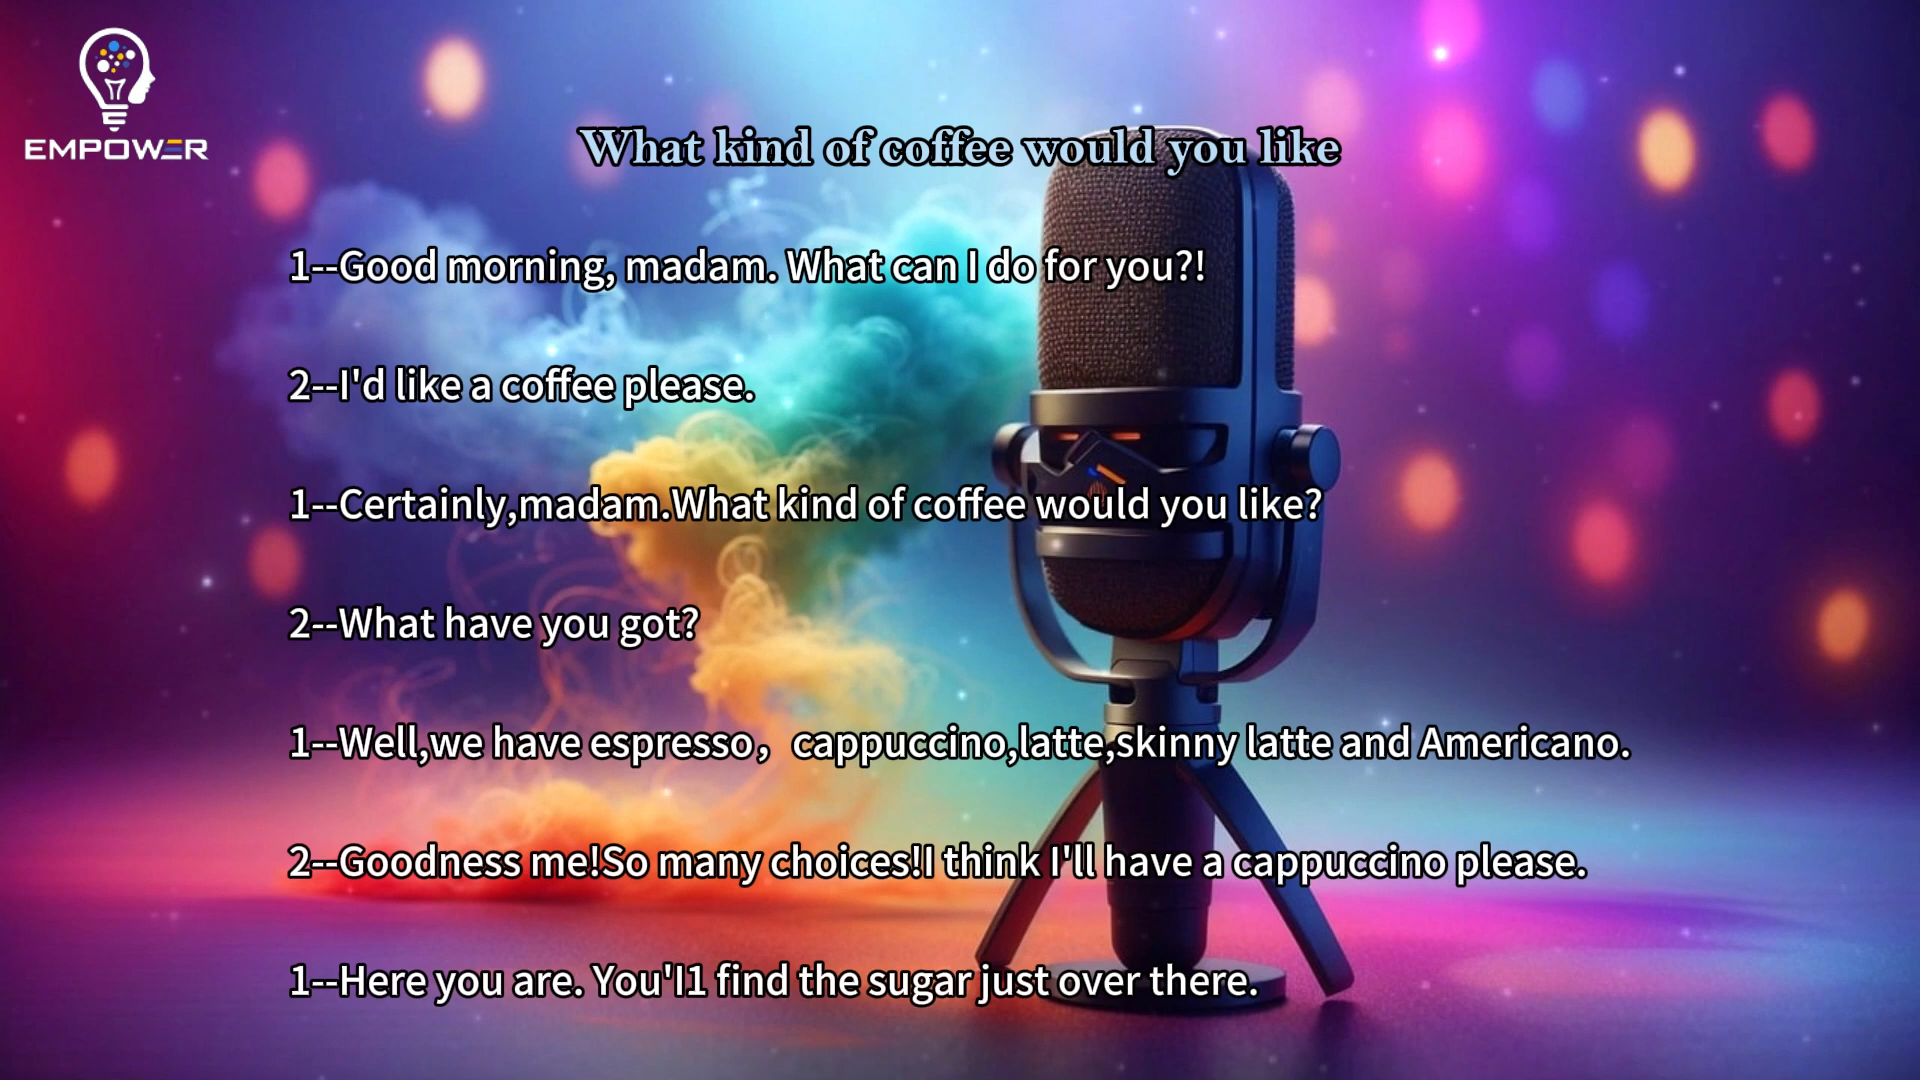 EMPOWER
What kind of coffee would you like
1--Good morning, madam. What can I do for you?!
2--I'd like a coffee please.
1--Certainly,madam.What kind of coffee would you like?
2--What have you got?
1--Well,we have espresso，cappuccino,latte,skinny latte and Americano.
2--Goodness me!So many choices!I think I'll have a cappuccino please.
1--Here you are. You'I1 find the sugar just over there.